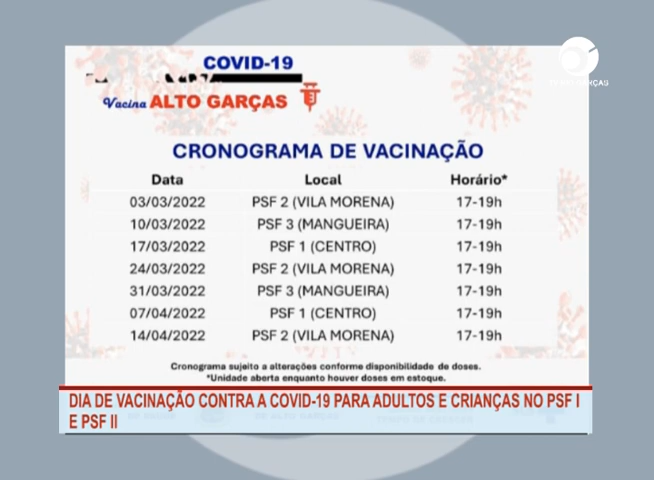 COVID-19
Vacina ALTO GARÇAS
CRONOGRAMA DE VACINAÇÃO
Data Local Horário*
03/03/2022 PSF 2 (VILA MORENA) 17-19h
10/03/2022 PSF 3 (MANGUEIRA) 17-19h
17/03/2022 PSF 1 (CENTRO) 17-19h
24/03/2022 PSF 2 (VILA MORENA) 17-19h
31/03/2022 PSF 3 (MANGUEIRA) 17-19h
07/04/2022 PSF 1 (CENTRO) 17-19h
14/04/2022 PSF 2 (VILA MORENA) 17-19h
Cronograma sujeito a alterações conforme disponibilidade de doses.
*Unidade aberta enquanto houver doses em estoque.
DIA DE VACINAÇÃO CONTRA A COVID-19 PARA ADULTOS E CRIANÇAS NO PSF I
E PSF II